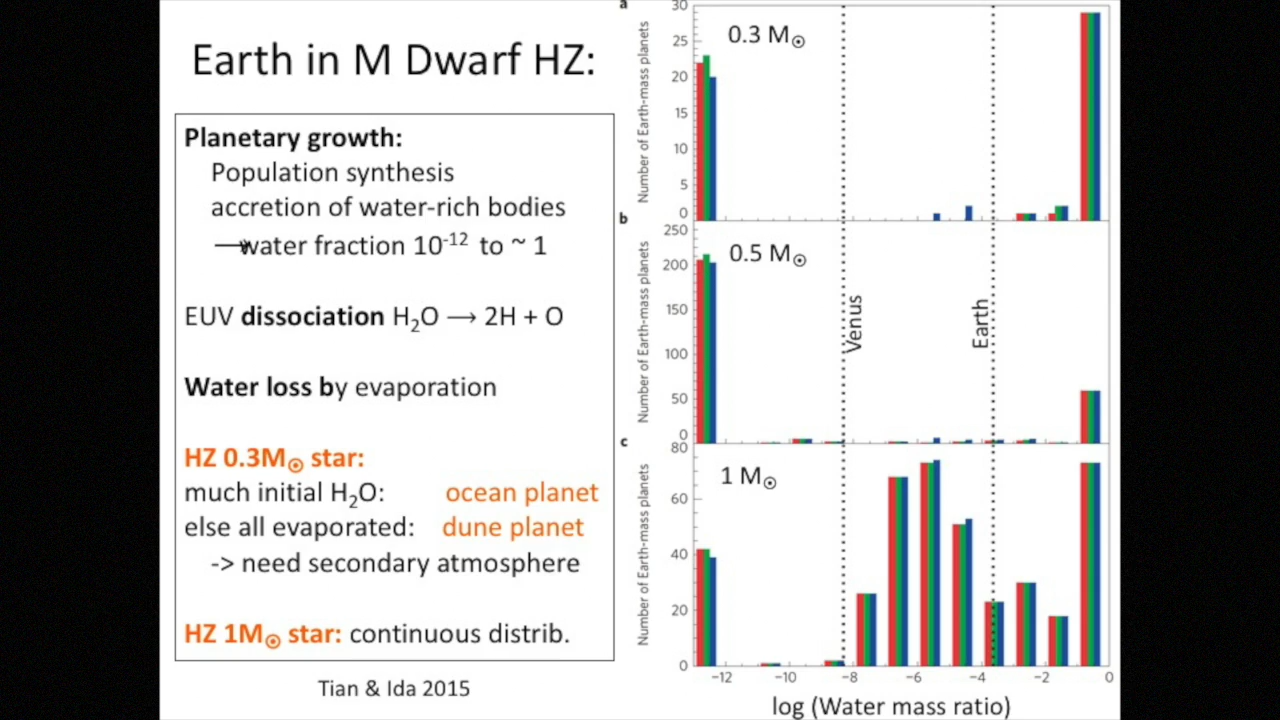 Earth in M Dwarf HZ:
Planetary growth:
Population synthesis
accretion of water-rich bodies
⟶water fraction 10⁻¹² to ~ 1
EUV dissociation H₂O ⟶ 2H + O
Water loss by evaporation
HZ 0.3M☉ star:
much initial H₂O: ocean planet
else all evaporated: dune planet
-> need secondary atmosphere
HZ 1M☉ star: continuous distrib.
Tian & Ida 2015
a
Number of Earth-mass planets
30
25
20
15
10
5
0
0.3 M☉
b
Number of Earth-mass planets
250
200
150
100
50
0
0.5 M☉
Venus
Earth
c
Number of Earth-mass planets
80
60
40
20
0
1 M☉
−12 −10 −8 −6 −4 −2 0
log (Water mass ratio)